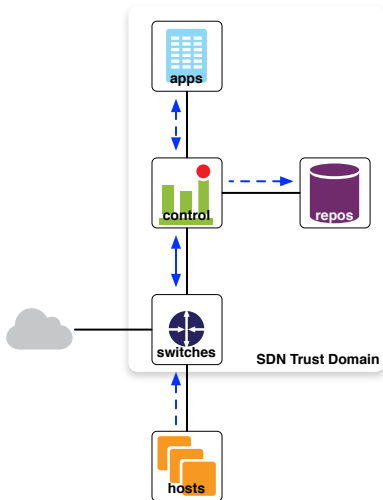 apps
control
repos
switches
SDN Trust Domain
hosts